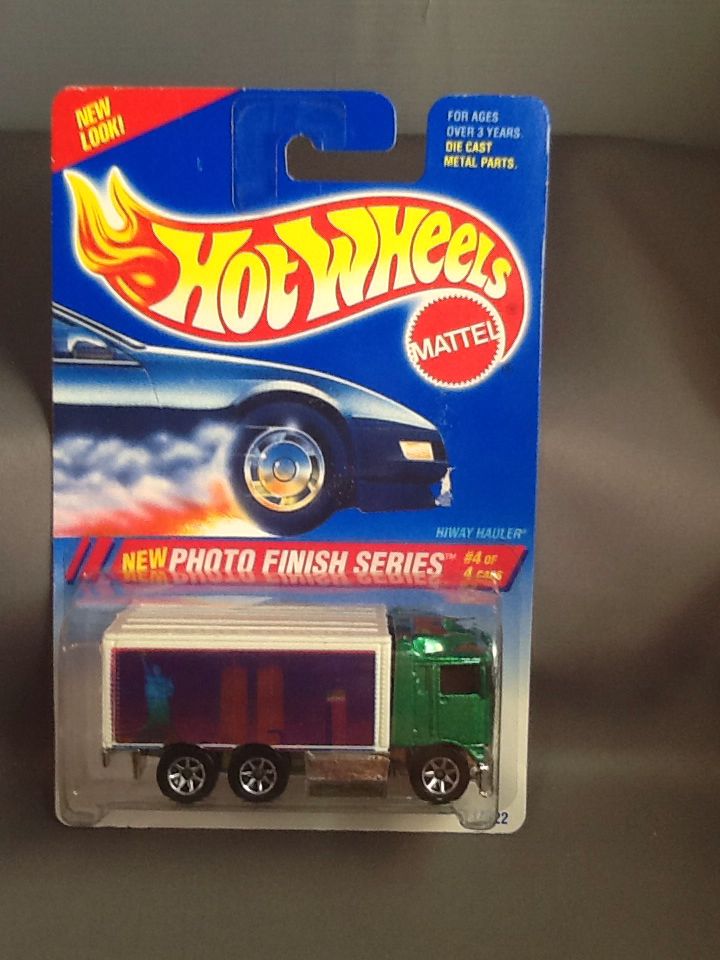 NEW
LOOK!
FOR AGES
OVER 3 YEARS.
DIE CAST
METAL PARTS.
HOT WHEELS
MATTEL
HIWAY HAULER®
NEW PHOTO FINISH SERIES™
#4 OF
4 CARS